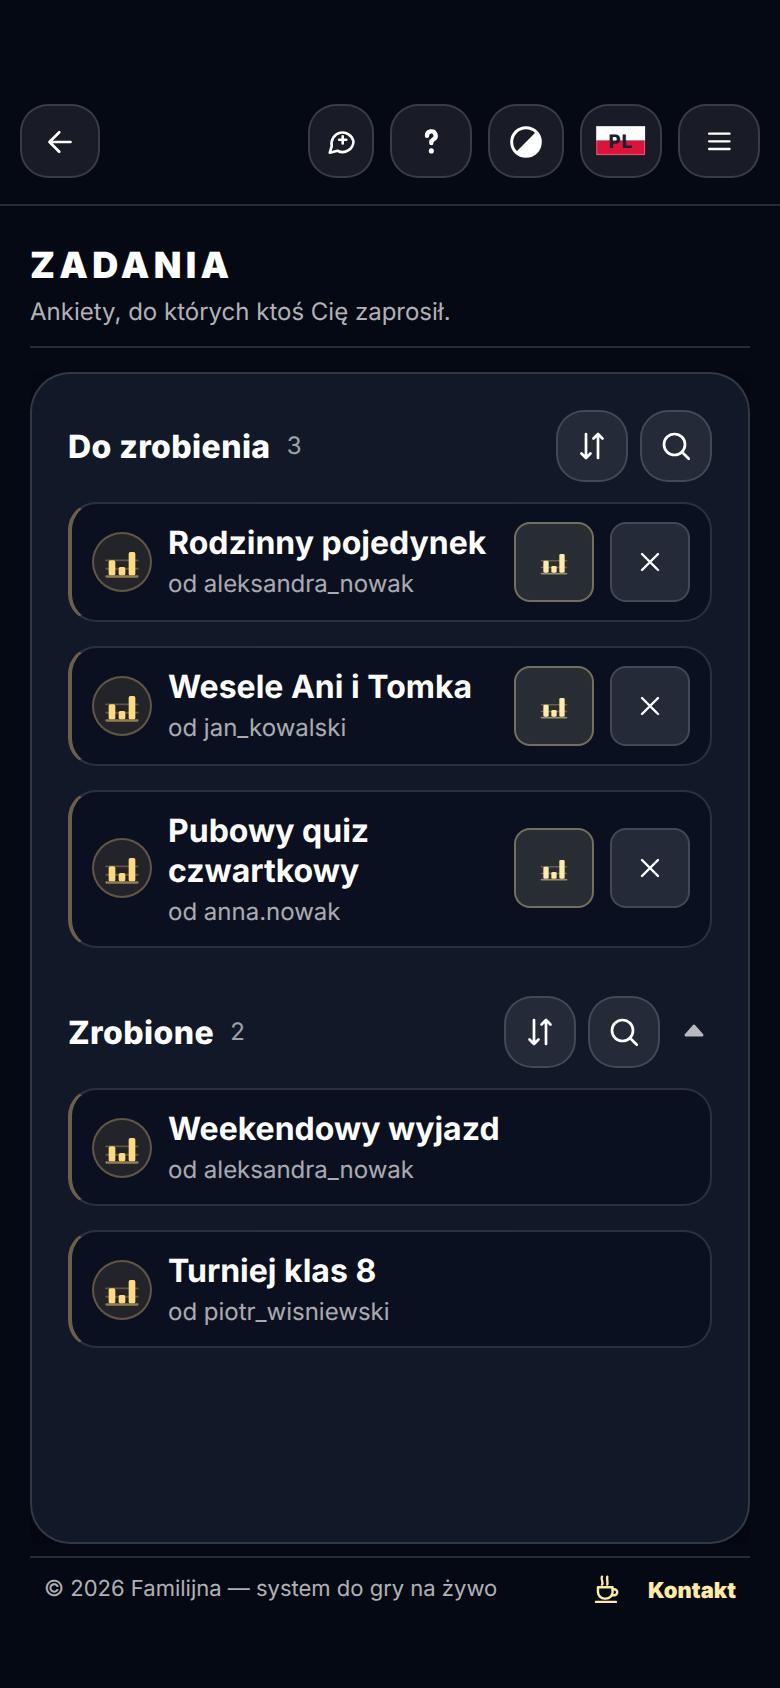 ?
PL
ZADANIA
Ankiety, do których ktoś Cię zaprosił.
Do zrobienia 3
Rodzinny pojedynek
od aleksandra_nowak
Wesele Ani i Tomka
od jan_kowalski
Pubowy quiz
czwartkowy
od anna.nowak
Zrobione 2
Weekendowy wyjazd
od aleksandra_nowak
Turniej klas 8
od piotr_wisniewski
© 2026 Familijna — system do gry na żywo
Kontakt